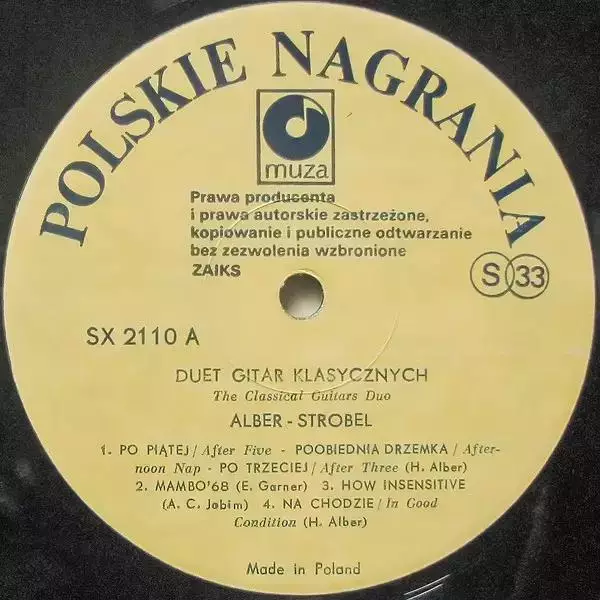 POLSKIE NAGRANIA
muza
Prawa producenta
i prawa autorskie zastrzeżone,
kopiowanie i publiczne odtwarzanie
bez zezwolenia wzbronione
ZAIKS
S 33
SX 2110 A
DUET GITAR KLASYCZNYCH
The Classical Guitars Duo
ALBER - STROBEL
1. PO PIĄTEJ / After Five - POOBIEDNIA DRZEMKA / After-
noon Nap - PO TRZECIEJ / After Three (H. Alber)
2. MAMBO'68 (E. Garner) 3. HOW INSENSITIVE
(A. C. Jobim) 4. NA CHODZIE / In Good
Condition (H. Alber)
Made in Poland